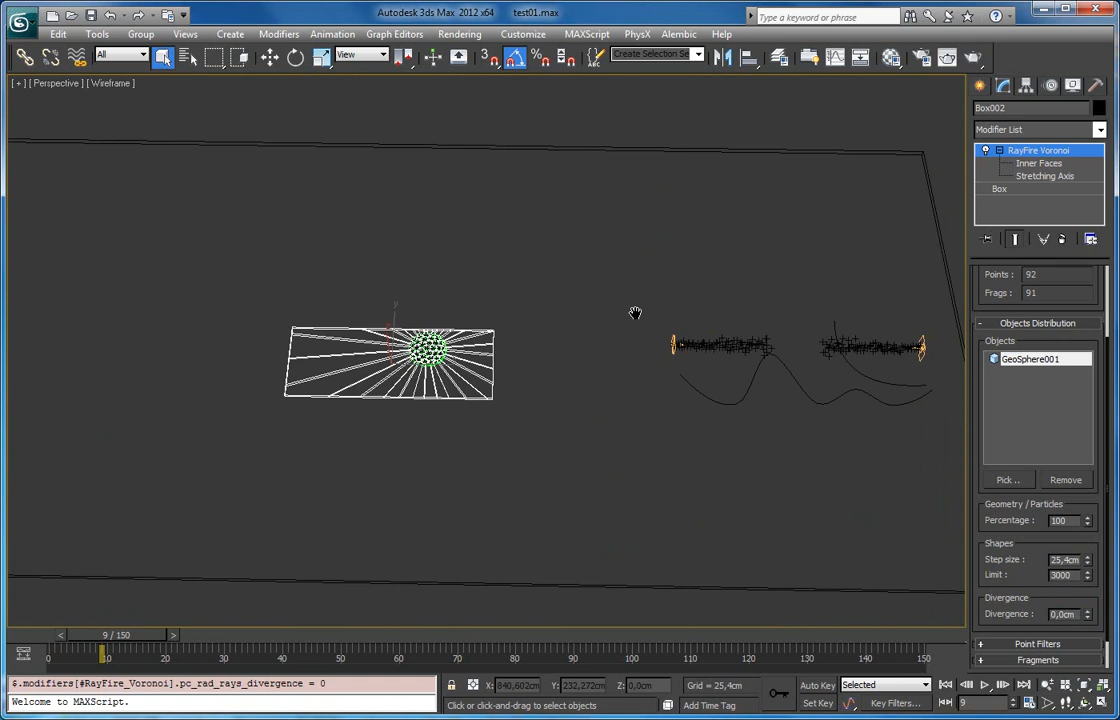 Autodesk 3ds Max 2012 x64 test01.max
Type a keyword or phrase
Edit Tools Group Views Create Modifiers Animation Graph Editors Rendering Customize MAXScript PhysX Alembic Help
All View Create Selection Se
[ + ] [ Perspective ] [ Wireframe ]
Box002
Modifier List
RayFire Voronoi
Inner Faces
Stretching Axis
Box
Points : 92
Frags : 91
Objects Distribution
Objects
GeoSphere001
Pick .. Remove
Geometry / Particles
Percentage : 100
Shapes
Step size : 25,4cm
Limit : 3000
Divergence
Divergence : 0,0cm
Point Filters
Fragments
y
< 9 / 150 >
0 10 20 30 40 50 60 70 80 90 100 110 120 130 140 150
$.modifiers[#RayFire_Voronoi].pc_rad_rays_divergence = 0
Welcome to MAXScript.
X: 840,602cm Y: 232,272cm Z: 0,0cm Grid = 25,4cm
Click or click-and-drag to select objects Add Time Tag
Auto Key Selected
Set Key Key Filters... 9